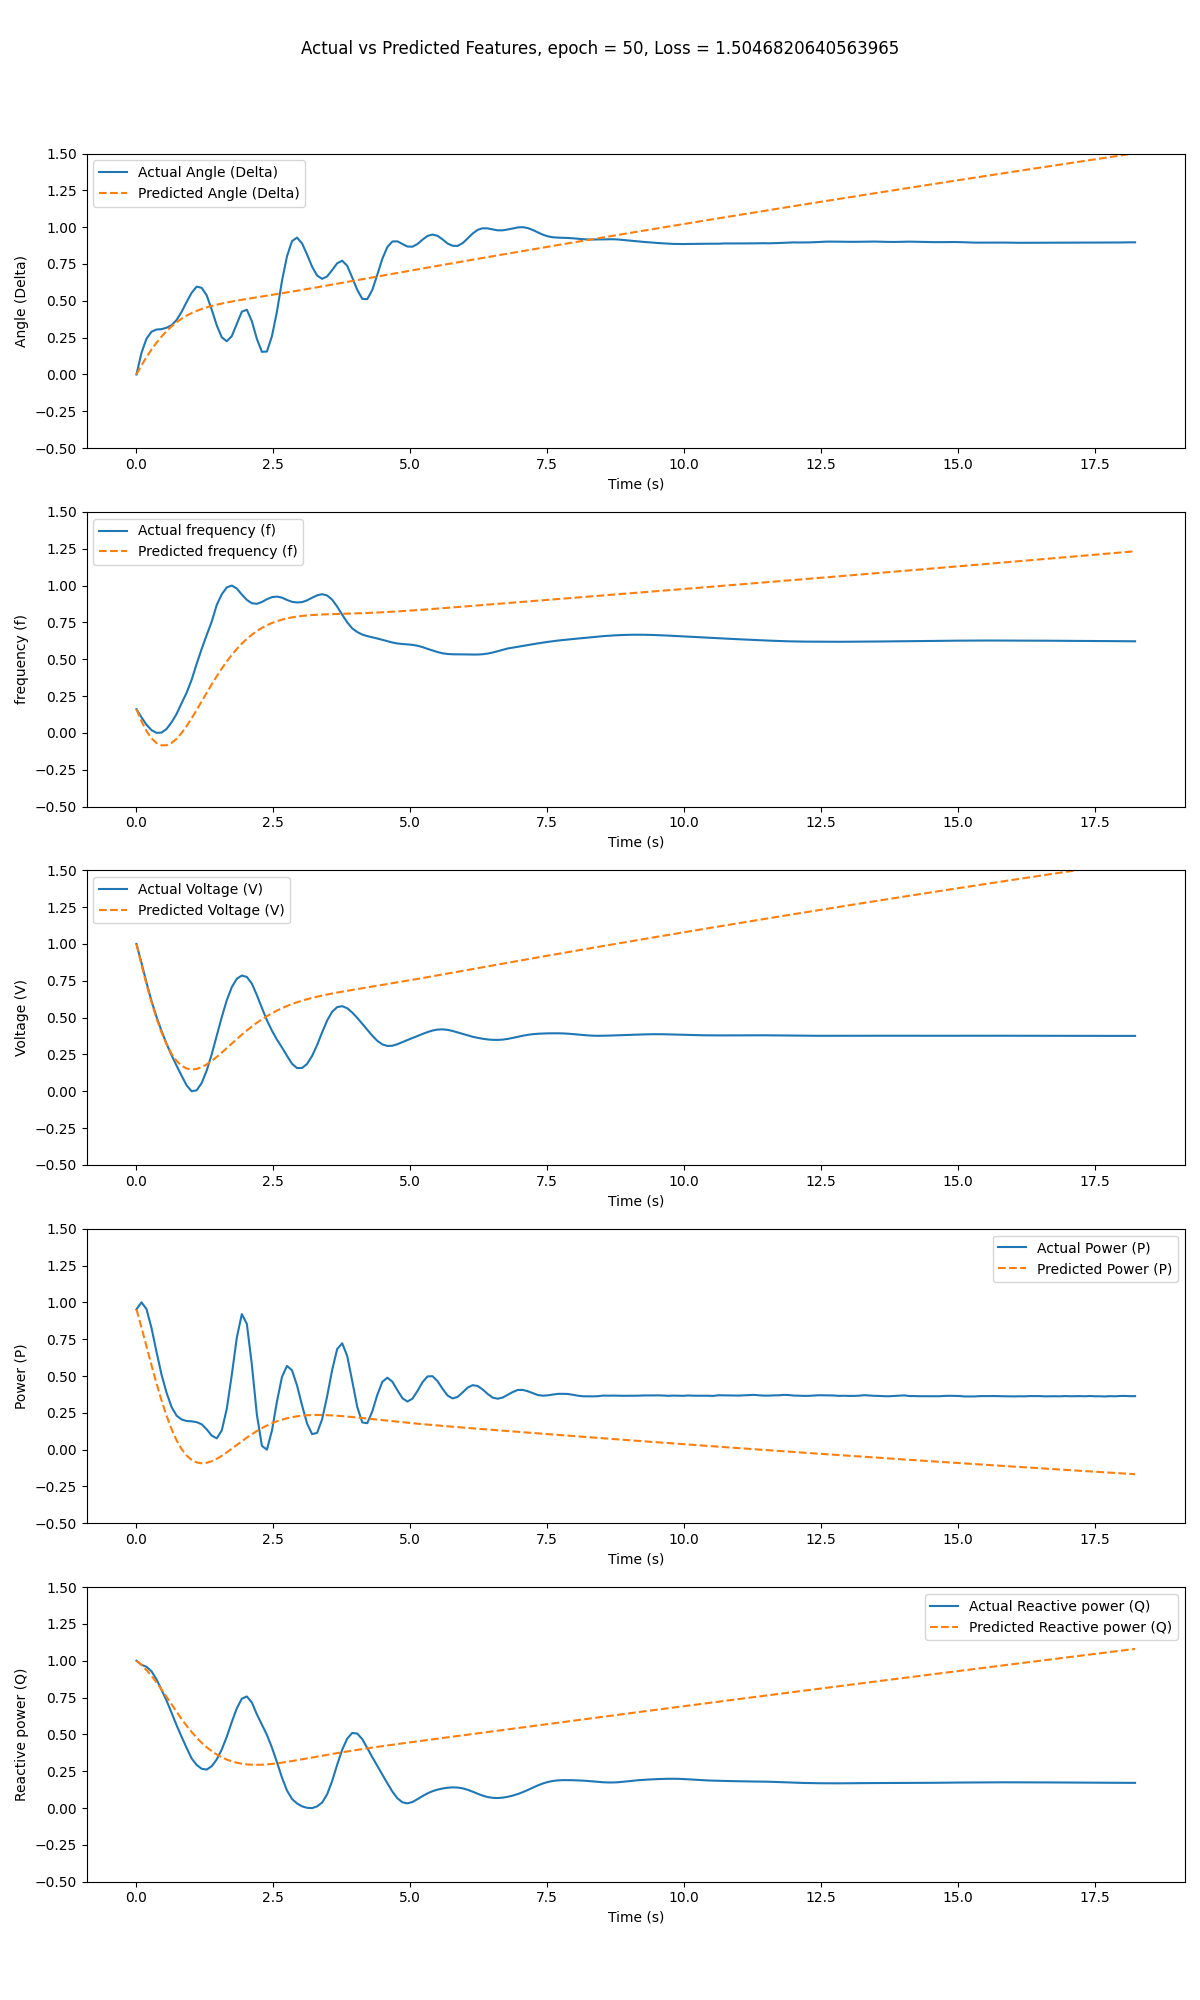 Actual vs Predicted Features, epoch = 50, Loss = 1.5046820640563965
1.50
1.25
1.00
0.75
0.50
0.25
0.00
−0.25
−0.50
Angle (Delta)
Actual Angle (Delta)
Predicted Angle (Delta)
0.0 2.5 5.0 7.5 10.0 12.5 15.0 17.5
Time (s)
1.50
1.25
1.00
0.75
0.50
0.25
0.00
−0.25
−0.50
frequency (f)
Actual frequency (f)
Predicted frequency (f)
0.0 2.5 5.0 7.5 10.0 12.5 15.0 17.5
Time (s)
1.50
1.25
1.00
0.75
0.50
0.25
0.00
−0.25
−0.50
Voltage (V)
Actual Voltage (V)
Predicted Voltage (V)
0.0 2.5 5.0 7.5 10.0 12.5 15.0 17.5
Time (s)
1.50
1.25
1.00
0.75
0.50
0.25
0.00
−0.25
−0.50
Power (P)
Actual Power (P)
Predicted Power (P)
0.0 2.5 5.0 7.5 10.0 12.5 15.0 17.5
Time (s)
1.50
1.25
1.00
0.75
0.50
0.25
0.00
−0.25
−0.50
Reactive power (Q)
Actual Reactive power (Q)
Predicted Reactive power (Q)
0.0 2.5 5.0 7.5 10.0 12.5 15.0 17.5
Time (s)